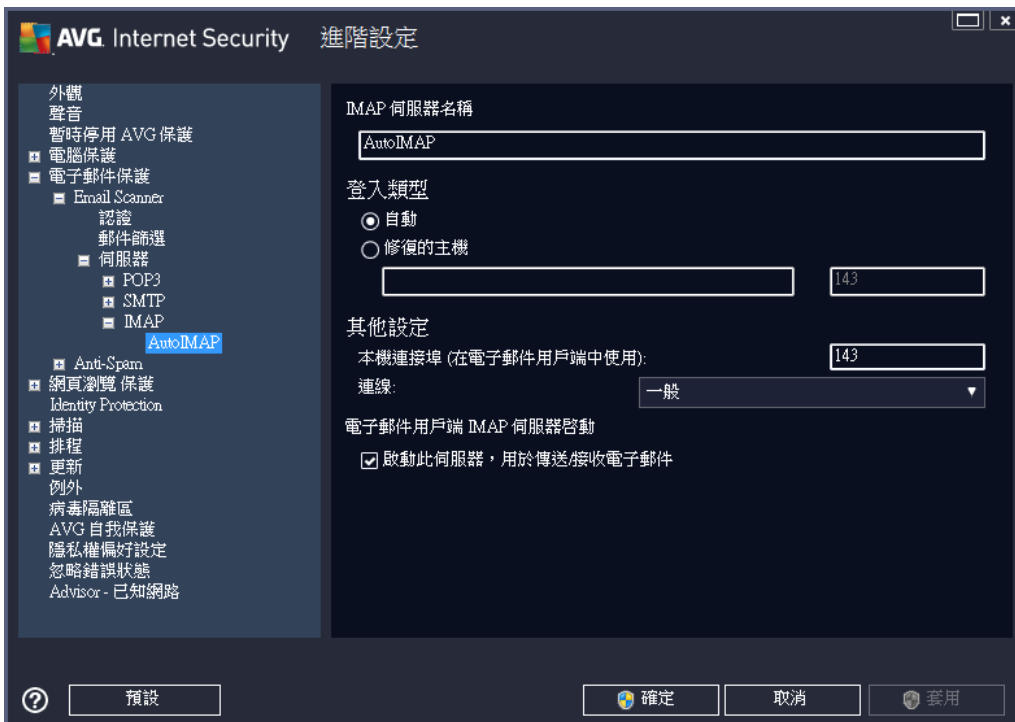 AVG Internet Security 進階設定
外觀
聲音
暫時停用 AVG 保護
電腦保護
電子郵件保護
Email Scanner
認證
郵件篩選
伺服器
POP3
SMTP
IMAP
AutoIMAP
Anti-Spam
網頁瀏覽 保護
Identity Protection
掃描
排程
更新
例外
病毒隔離區
AVG 自我保護
隱私權偏好設定
忽略錯誤狀態
Advisor - 已知網路
IMAP 伺服器名稱
AutoIMAP
登入類型
自動
修復的主機
143
其他設定
本機連接埠 (在電子郵件用戶端中使用):
143
連線:
一般
電子郵件用戶端 IMAP 伺服器啓動
啟動此伺服器，用於傳送/接收電子郵件
預設
確定
取消
套用